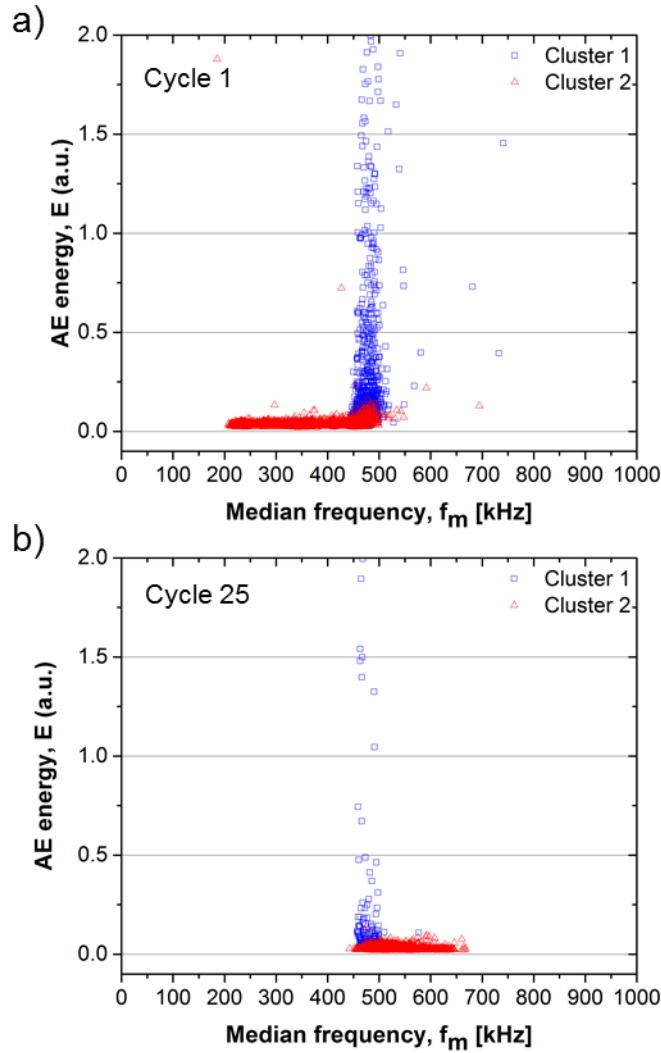 a)
Cycle 1
Cluster 1
Cluster 2
AE energy, E (a.u.)
2.0
1.5
1.0
0.5
0.0
0 100 200 300 400 500 600 700 800 900 1000
Median frequency, fm [kHz]
b)
Cycle 25
Cluster 1
Cluster 2
AE energy, E (a.u.)
2.0
1.5
1.0
0.5
0.0
0 100 200 300 400 500 600 700 800 900 1000
Median frequency, fm [kHz]